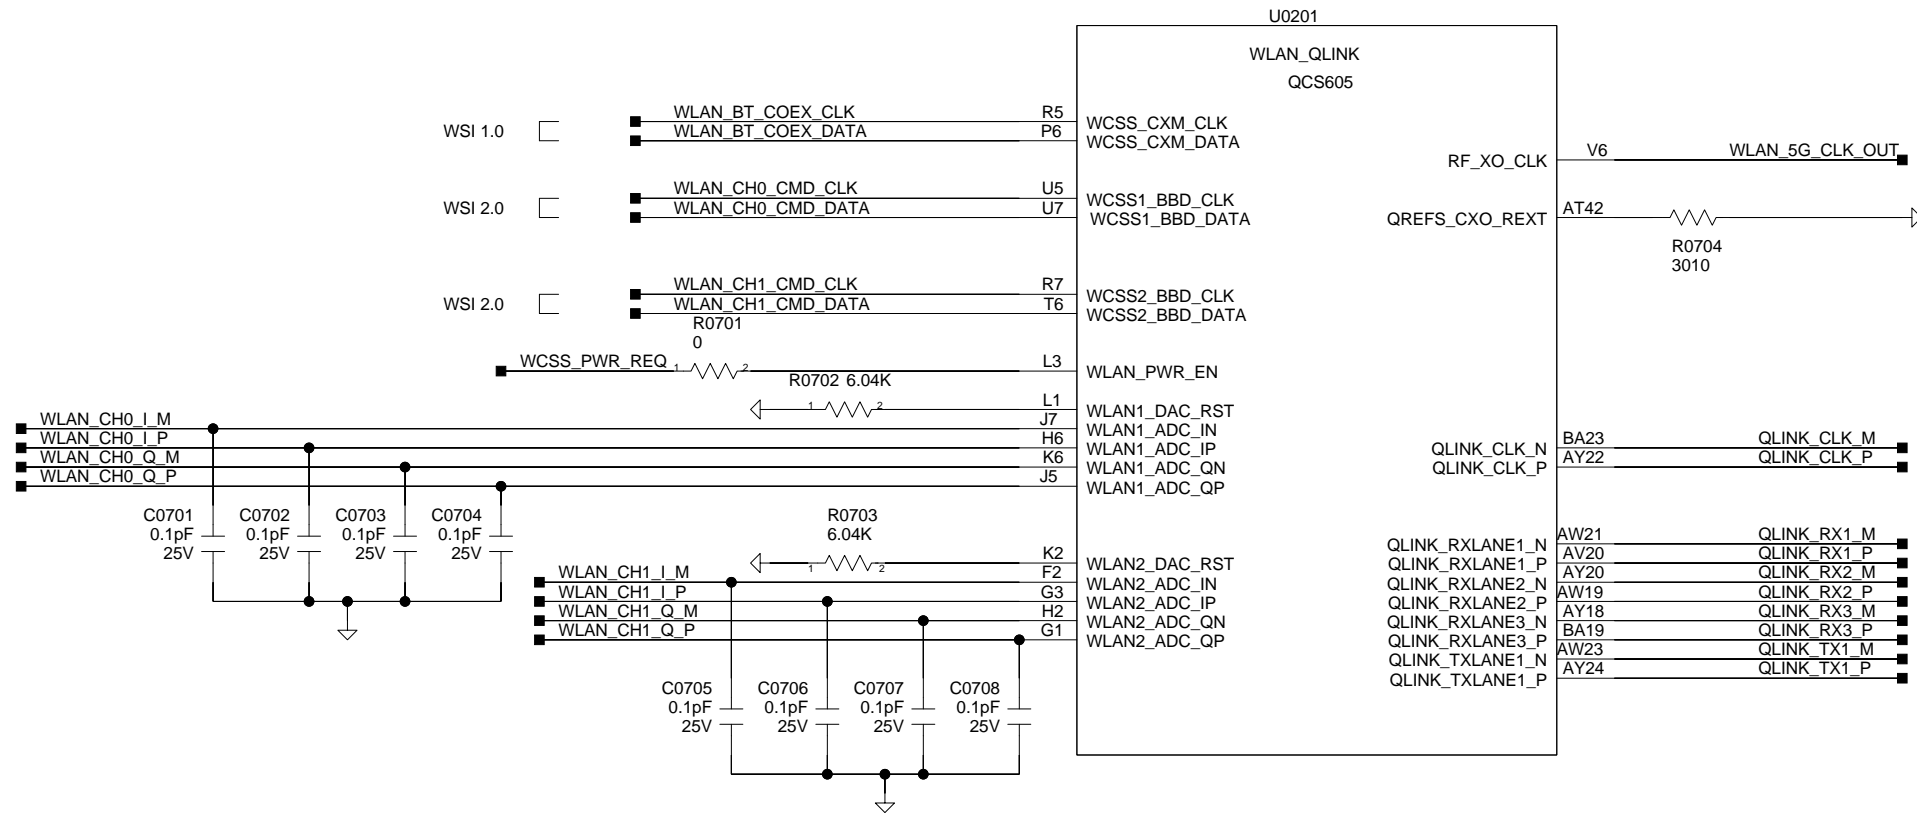 U0201
WLAN_QLINK
QCS605
WSI 1.0
WLAN_BT_COEX_CLK R5 WCSS_CXM_CLK
WLAN_BT_COEX_DATA P6 WCSS_CXM_DATA
RF_XO_CLK V6 WLAN_5G_CLK_OUT
WSI 2.0
WLAN_CH0_CMD_CLK U5 WCSS1_BBD_CLK
WLAN_CH0_CMD_DATA U7 WCSS1_BBD_DATA
QREFS_CXO_REXT AT42
R0704
3010
WSI 2.0
WLAN_CH1_CMD_CLK R7 WCSS2_BBD_CLK
WLAN_CH1_CMD_DATA T6 WCSS2_BBD_DATA
R0701
0
WCSS_PWR_REQ 1 2 L3 WLAN_PWR_EN
R0702 6.04K
1 2 L1 WLAN1_DAC_RST
WLAN_CH0_I_M J7 WLAN1_ADC_IN
WLAN_CH0_I_P H6 WLAN1_ADC_IP
WLAN_CH0_Q_M K6 WLAN1_ADC_QN
WLAN_CH0_Q_P J5 WLAN1_ADC_QP
QLINK_CLK_N BA23 QLINK_CLK_M
QLINK_CLK_P AY22 QLINK_CLK_P
C0701 C0702 C0703 C0704
0.1pF 0.1pF 0.1pF 0.1pF
25V 25V 25V 25V
R0703
6.04K
1 2 K2 WLAN2_DAC_RST
WLAN_CH1_I_M F2 WLAN2_ADC_IN
WLAN_CH1_I_P G3 WLAN2_ADC_IP
WLAN_CH1_Q_M H2 WLAN2_ADC_QN
WLAN_CH1_Q_P G1 WLAN2_ADC_QP
QLINK_RXLANE1_N AW21 QLINK_RX1_M
QLINK_RXLANE1_P AV20 QLINK_RX1_P
QLINK_RXLANE2_N AY20 QLINK_RX2_M
QLINK_RXLANE2_P AW19 QLINK_RX2_P
QLINK_RXLANE3_N AY18 QLINK_RX3_M
QLINK_RXLANE3_P BA19 QLINK_RX3_P
QLINK_TXLANE1_N AW23 QLINK_TX1_M
QLINK_TXLANE1_P AY24 QLINK_TX1_P
C0705 C0706 C0707 C0708
0.1pF 0.1pF 0.1pF 0.1pF
25V 25V 25V 25V